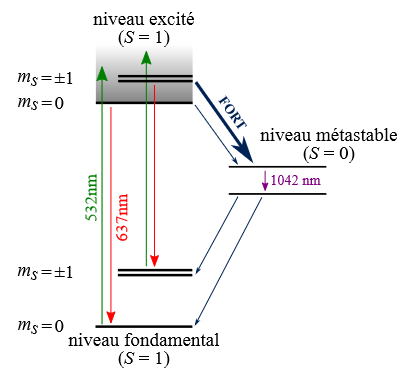 niveau excité
(S = 1)
mS=±1
mS=0
FORT
niveau métastable
(S = 0)
1042 nm
532nm
637nm
mS=±1
mS=0
niveau fondamental
(S = 1)